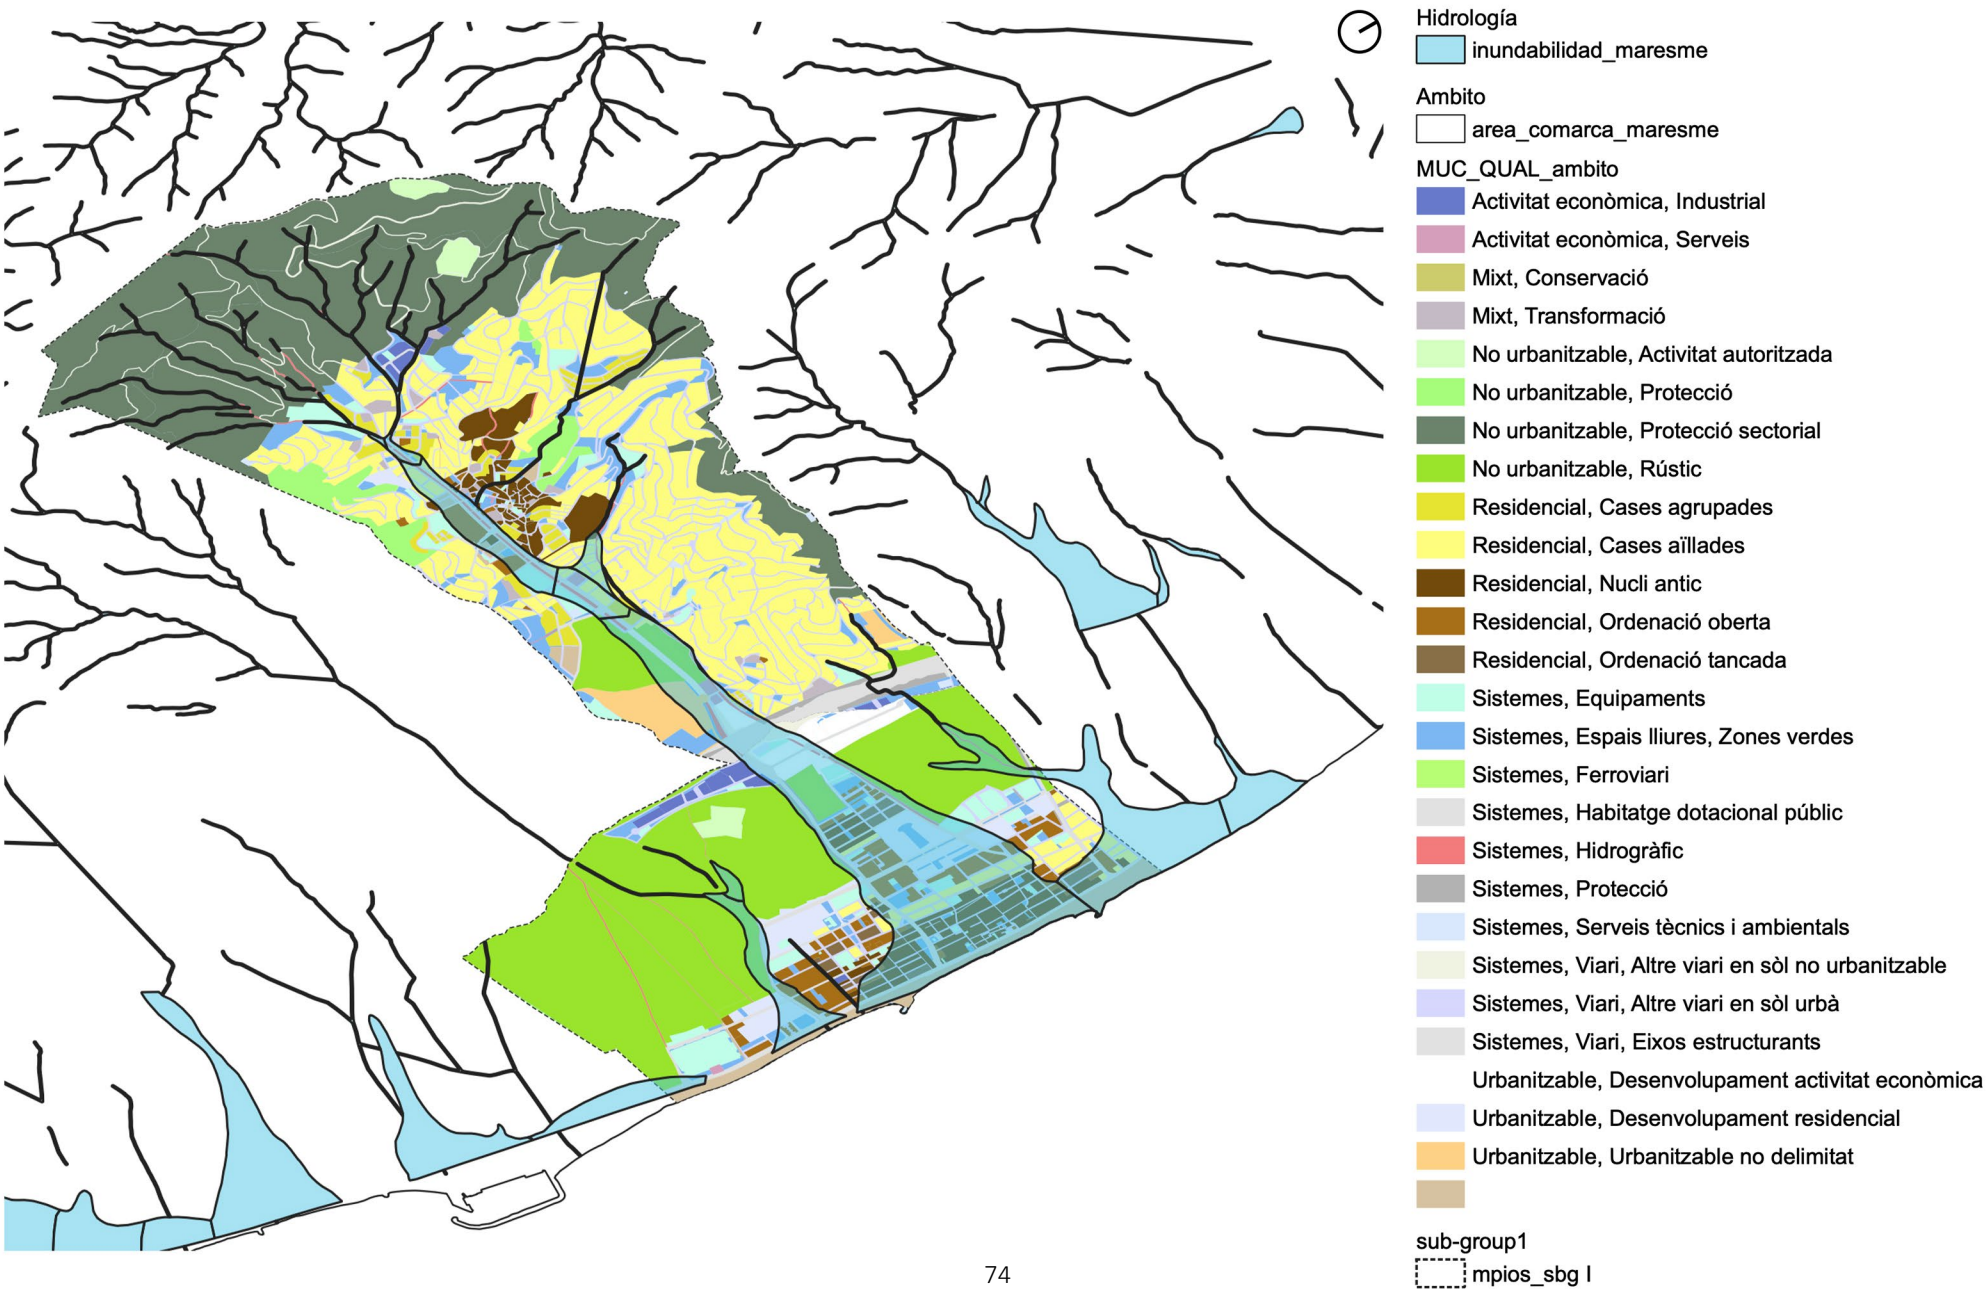 Hidrología
inundabilidad_maresme
Ambito
area_comarca_maresme
MUC_QUAL_ambito
Activitat econòmica, Industrial
Activitat econòmica, Serveis
Mixt, Conservació
Mixt, Transformació
No urbanitzable, Activitat autoritzada
No urbanitzable, Protecció
No urbanitzable, Protecció sectorial
No urbanitzable, Rústic
Residencial, Cases agrupades
Residencial, Cases aïllades
Residencial, Nucli antic
Residencial, Ordenació oberta
Residencial, Ordenació tancada
Sistemes, Equipaments
Sistemes, Espais lliures, Zones verdes
Sistemes, Ferroviari
Sistemes, Habitatge dotacional públic
Sistemes, Hidrogràfic
Sistemes, Protecció
Sistemes, Serveis tècnics i ambientals
Sistemes, Viari, Altre viari en sòl no urbanitzable
Sistemes, Viari, Altre viari en sòl urbà
Sistemes, Viari, Eixos estructurants
Urbanitzable, Desenvolupament activitat econòmica
Urbanitzable, Desenvolupament residencial
Urbanitzable, Urbanitzable no delimitat
sub-group1
mpios_sbg I
74